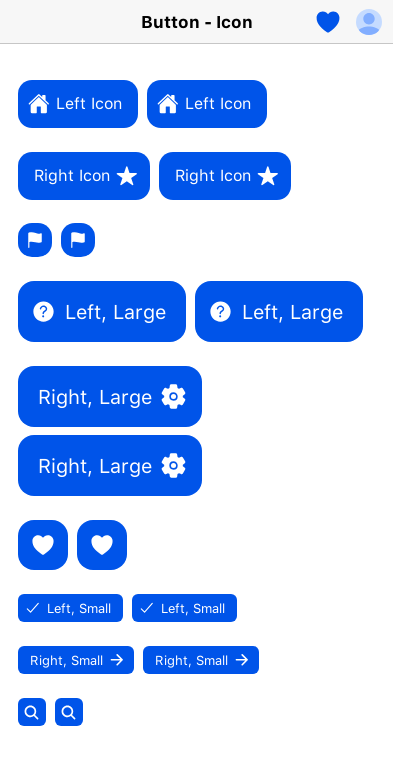 Button - Icon
Left Icon Left Icon
Right Icon Right Icon
Left, Large Left, Large
Right, Large
Right, Large
Left, Small Left, Small
Right, Small Right, Small